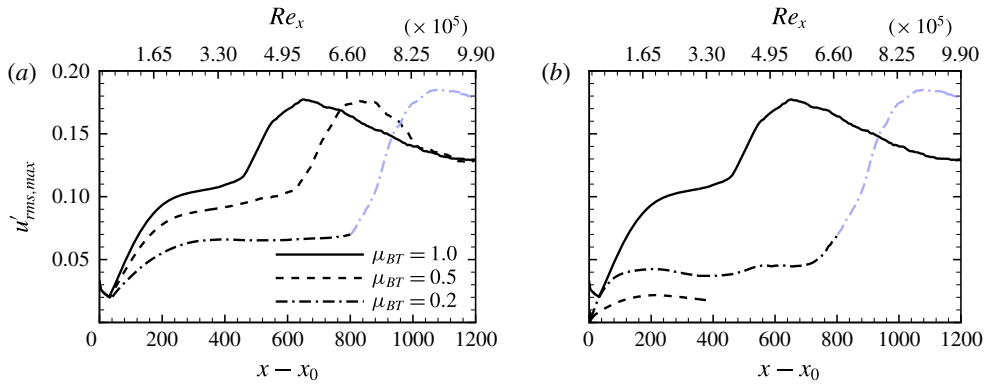 Re_x
(× 10^5)
1.65 3.30 4.95 6.60 8.25 9.90
(a)
0.20
0.15
0.10
0.05
u′_rms,max
μ_BT = 1.0
μ_BT = 0.5
μ_BT = 0.2
0 200 400 600 800 1000 1200
x − x_0
Re_x
(× 10^5)
1.65 3.30 4.95 6.60 8.25 9.90
(b)
0 200 400 600 800 1000 1200
x − x_0